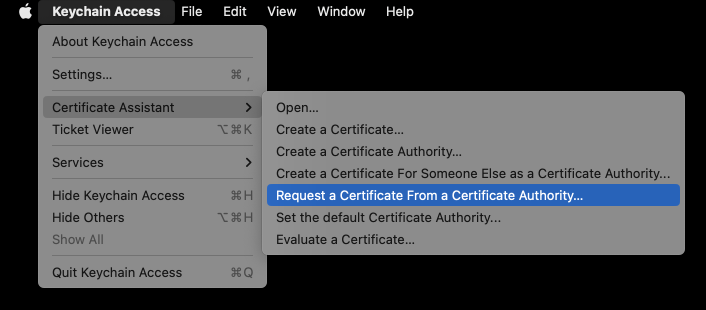 Keychain Access File Edit View Window Help
About Keychain Access
Settings... ⌘ ,
Certificate Assistant
Ticket Viewer ⌥⌘K
Services
Hide Keychain Access ⌘H
Hide Others ⌥⌘H
Show All
Quit Keychain Access ⌘Q
Open...
Create a Certificate...
Create a Certificate Authority...
Create a Certificate For Someone Else as a Certificate Authority...
Request a Certificate From a Certificate Authority...
Set the default Certificate Authority...
Evaluate a Certificate...